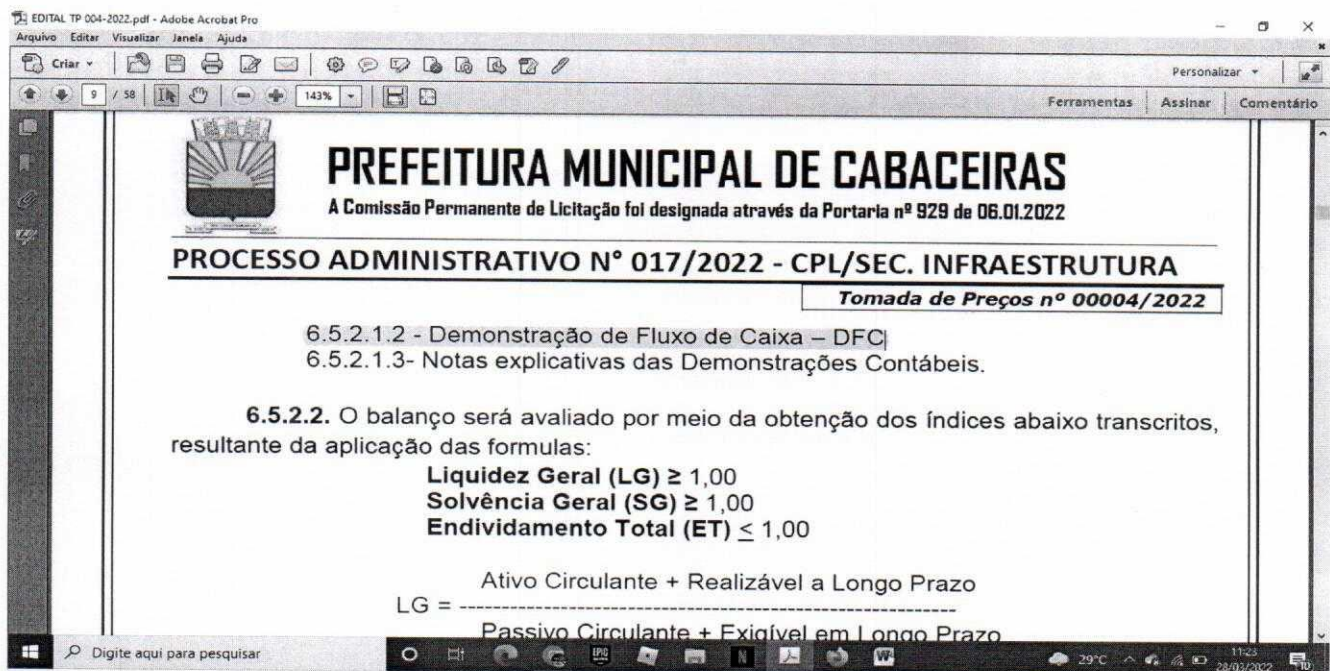 EDITAL TP 004-2022.pdf - Adobe Acrobat Pro
Arquivo Editar Visualizar Janela Ajuda
Criar
Personalizar
9 / 58 143%
Ferramentas Assinar Comentário
PREFEITURA MUNICIPAL DE CABACEIRAS
A Comissão Permanente de Licitação foi designada através da Portaria nº 929 de 06.01.2022
PROCESSO ADMINISTRATIVO N° 017/2022 - CPL/SEC. INFRAESTRUTURA
Tomada de Preços nº 00004/2022
6.5.2.1.2 - Demonstração de Fluxo de Caixa – DFC
6.5.2.1.3- Notas explicativas das Demonstrações Contábeis.
6.5.2.2. O balanço será avaliado por meio da obtenção dos índices abaixo transcritos,
resultante da aplicação das formulas:
Liquidez Geral (LG) ≥ 1,00
Solvência Geral (SG) ≥ 1,00
Endividamento Total (ET) ≤ 1,00
Ativo Circulante + Realizável a Longo Prazo
LG = ------------------------------------------------------------
Passivo Circulante + Exigível em Longo Prazo
Digite aqui para pesquisar
EPIC
N
W
29°C
11:23
28/03/2022